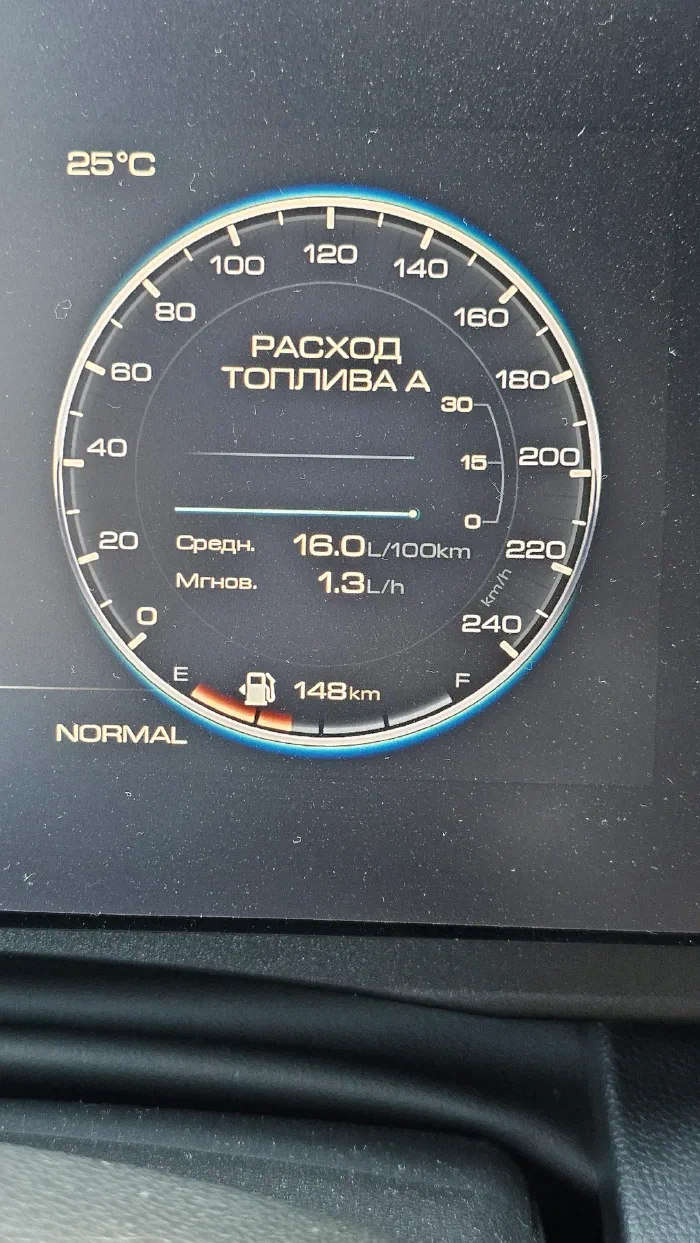 25°C
120
100
140
80
160
РАСХОД
ТОПЛИВА А
60
180
30
40
15
200
0
20
Средн. 16.0L/100km
220
Мгнов. 1.3L/h
km/h
0
240
E
148km
F
NORMAL